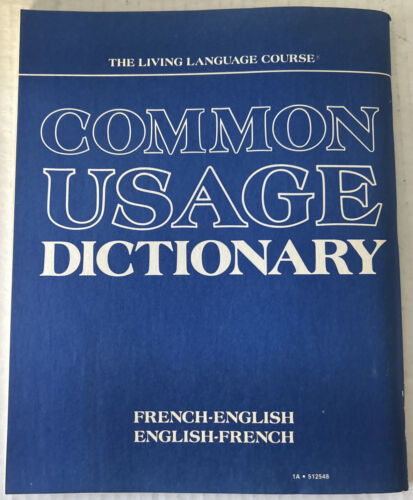 THE LIVING LANGUAGE COURSE®
COMMON
USAGE
DICTIONARY
FRENCH-ENGLISH
ENGLISH-FRENCH
1A • 512548